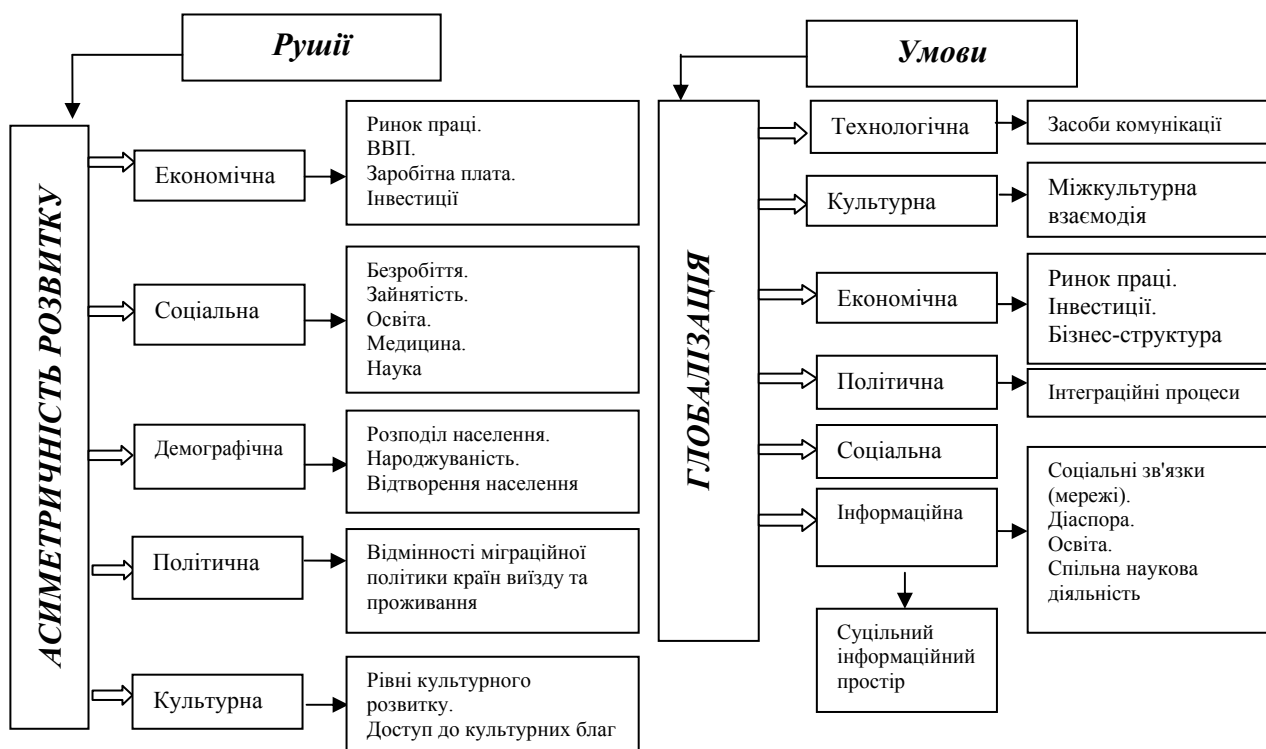 Рушії
АСИМЕТРИЧНІСТЬ РОЗВИТКУ
Економічна
Ринок праці.
ВВП.
Заробітна плата.
Інвестиції
Соціальна
Безробіття.
Зайнятість.
Освіта.
Медицина.
Наука
Демографічна
Розподіл населення.
Народжуваність.
Відтворення населення
Політична
Відмінності міграційної
політики країн виїзду та
проживання
Культурна
Рівні культурного
розвитку.
Доступ до культурних благ
Умови
ГЛОБАЛІЗАЦІЯ
Технологічна
Засоби комунікації
Культурна
Міжкультурна
взаємодія
Економічна
Ринок праці.
Інвестиції.
Бізнес-структура
Політична
Інтеграційні процеси
Соціальна
Інформаційна
Соціальні зв'язки
(мережі).
Діаспора.
Освіта.
Спільна наукова
діяльність
Суцільний
інформаційний
простір